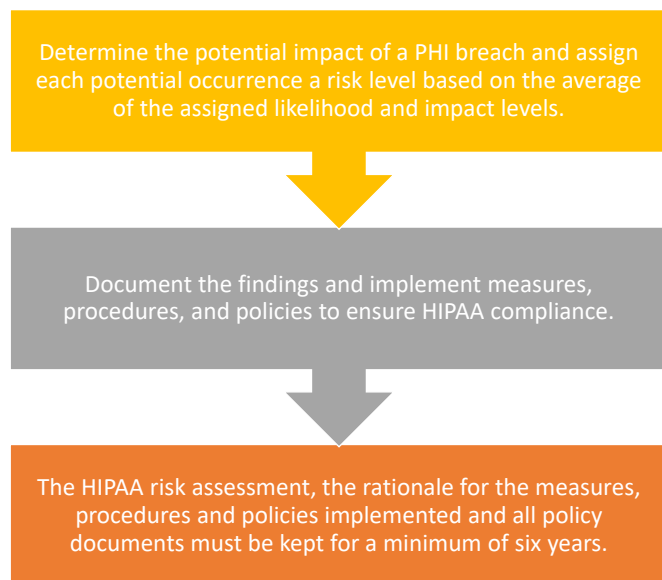 Determine the potential impact of a PHI breach and assign
each potential occurrence a risk level based on the average
of the assigned likelihood and impact levels.
Document the findings and implement measures,
procedures, and policies to ensure HIPAA compliance.
The HIPAA risk assessment, the rationale for the measures,
procedures and policies implemented and all policy
documents must be kept for a minimum of six years.